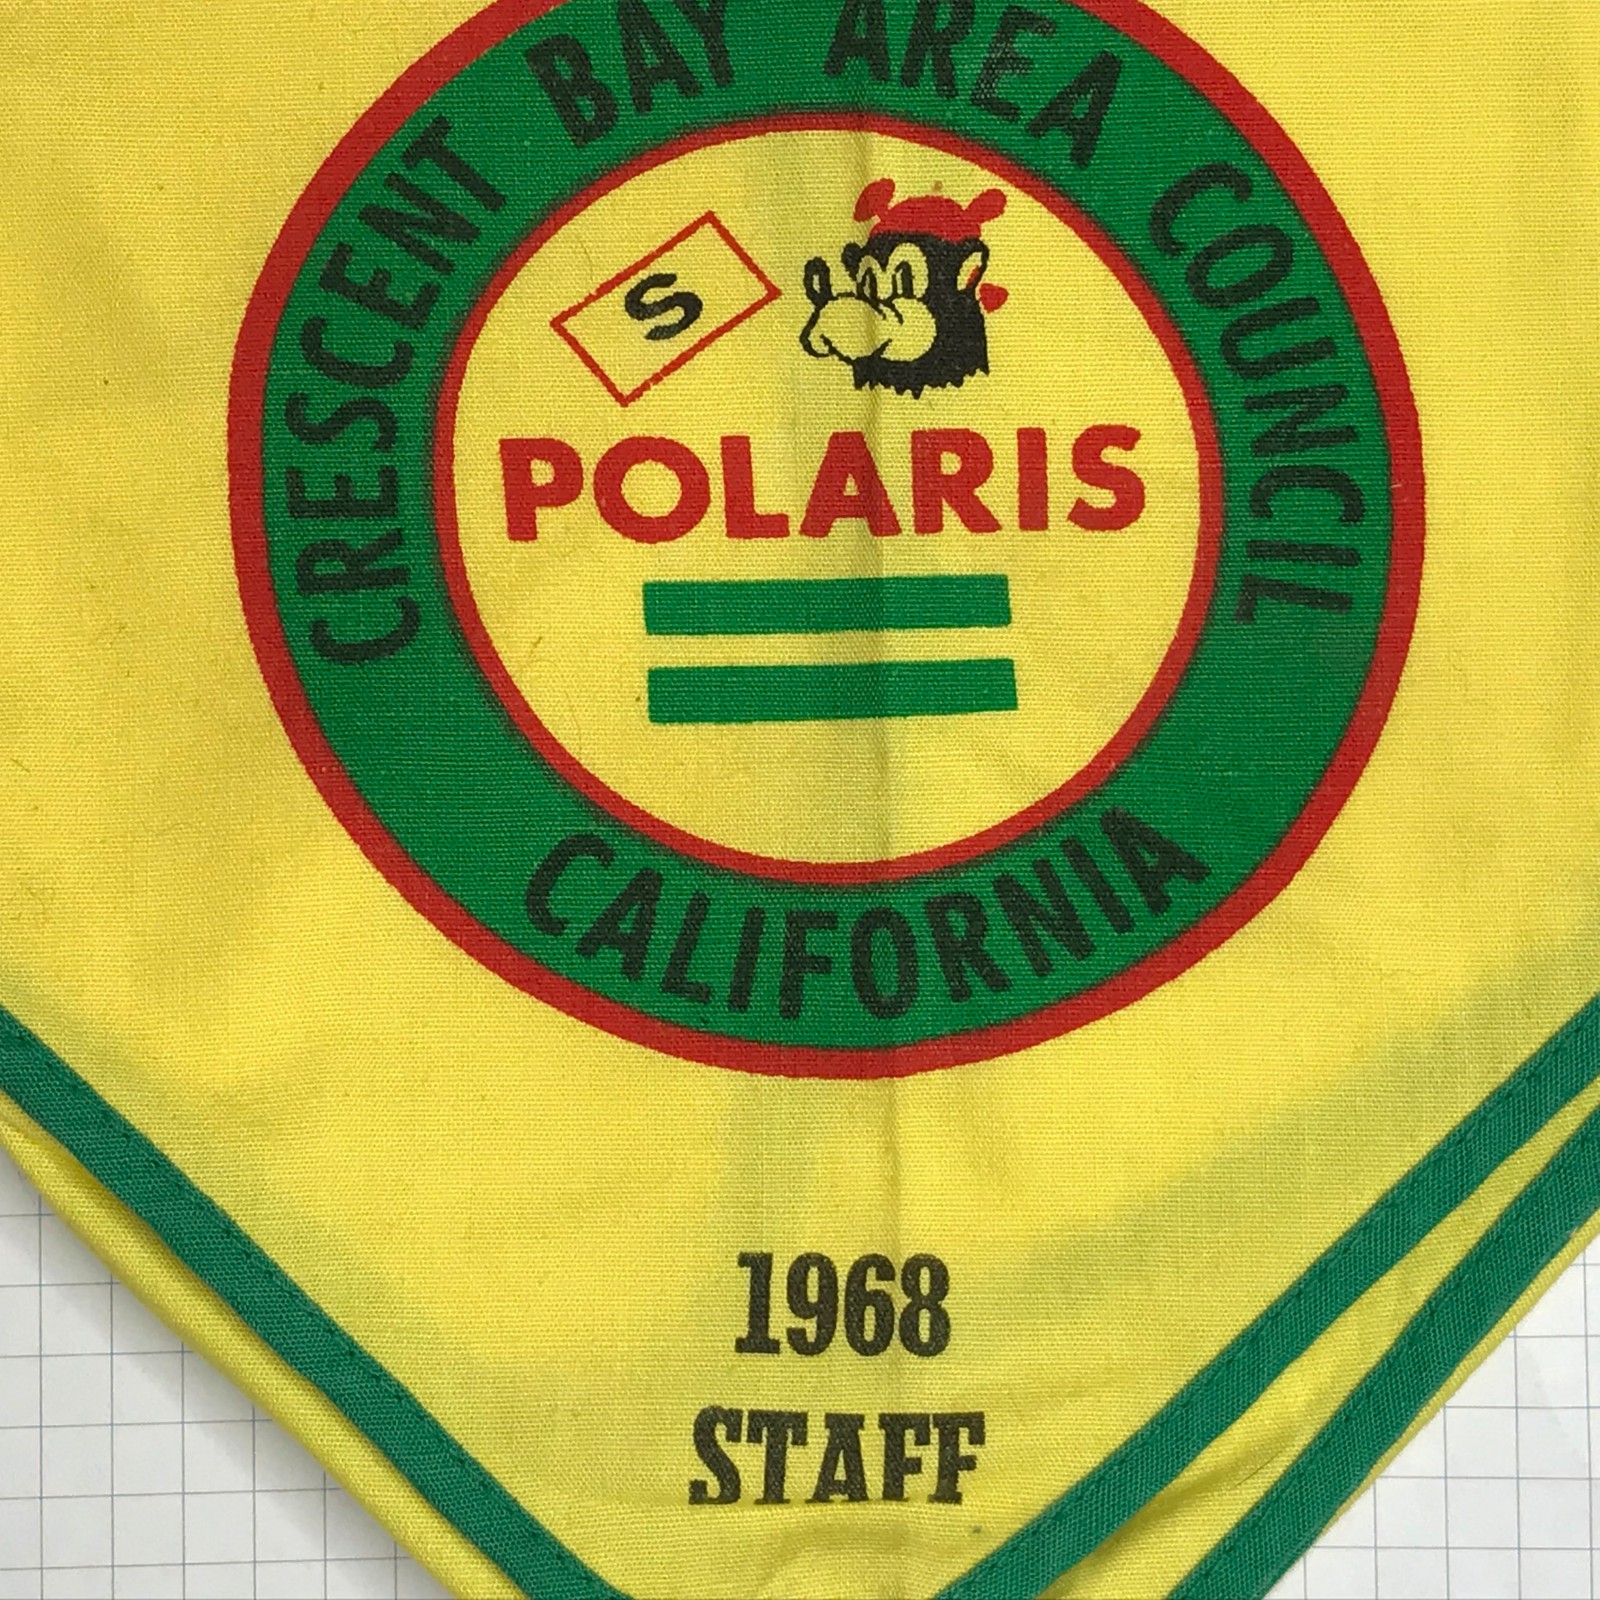 CRESCENT BAY AREA COUNCIL
S
POLARIS
CALIFORNIA
1968
STAFF